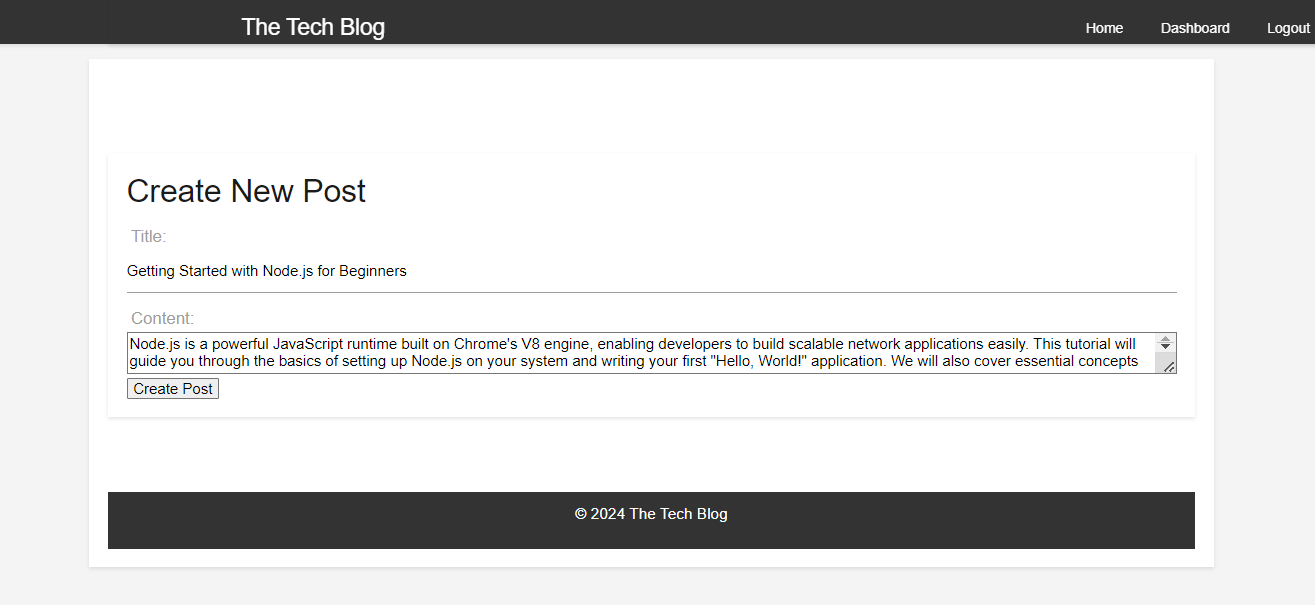 The Tech Blog
Home Dashboard Logout
Create New Post
Title:
Getting Started with Node.js for Beginners
Content:
Node.js is a powerful JavaScript runtime built on Chrome's V8 engine, enabling developers to build scalable network applications easily. This tutorial will
guide you through the basics of setting up Node.js on your system and writing your first "Hello, World!" application. We will also cover essential concepts
Create Post
© 2024 The Tech Blog